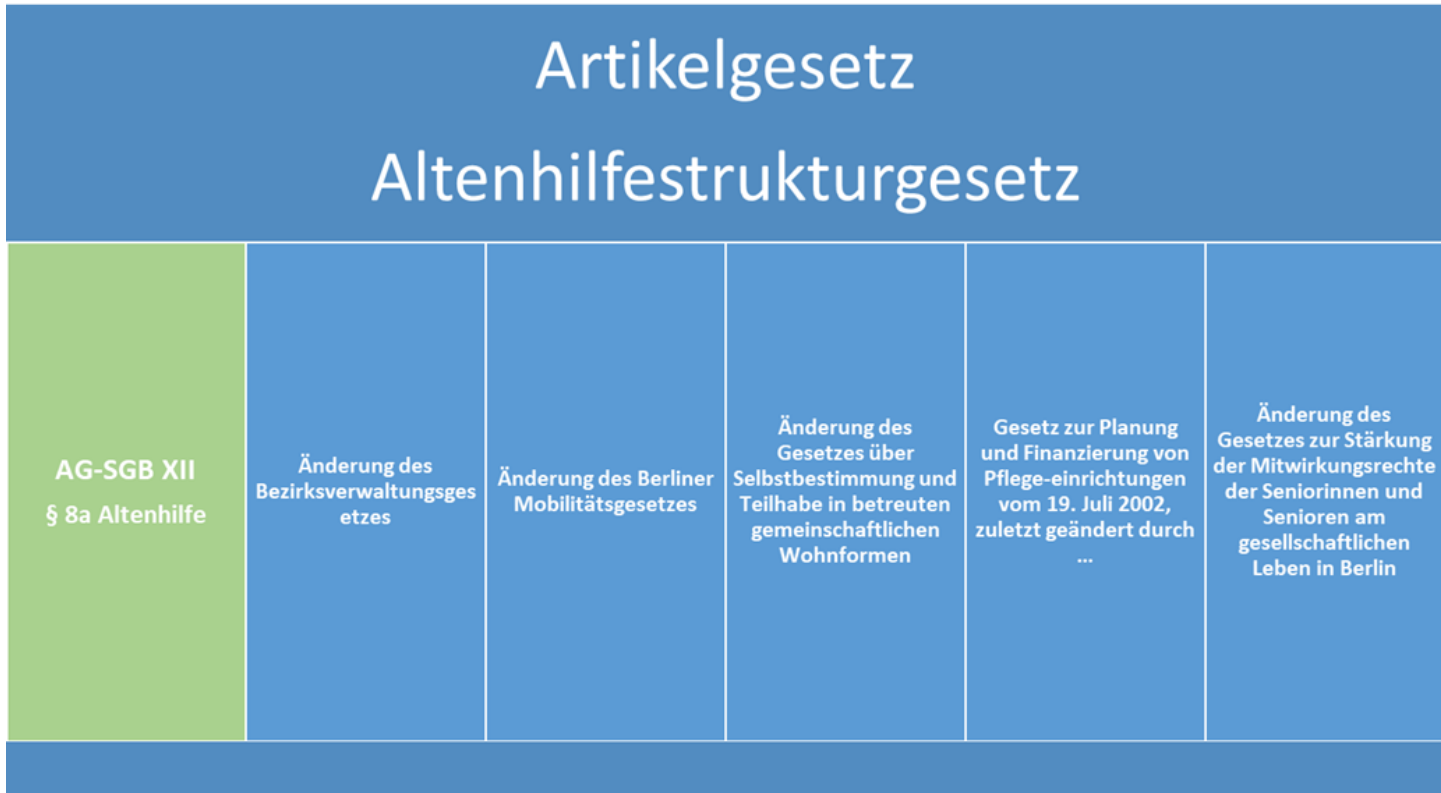 Artikelgesetz
Altenhilfestrukturgesetz
AG-SGB XII
§ 8a Altenhilfe
Änderung des
Bezirksverwaltungsges
etzes
Änderung des Berliner
Mobilitätsgesetzes
Änderung des
Gesetzes über
Selbstbestimmung und
Teilhabe in betreuten
gemeinschaftlichen
Wohnformen
Gesetz zur Planung
und Finanzierung von
Pflege-einrichtungen
vom 19. Juli 2002,
zuletzt geändert durch
...
Änderung des
Gesetzes zur Stärkung
der Mitwirkungsrechte
der Seniorinnen und
Senioren am
gesellschaftlichen
Leben in Berlin